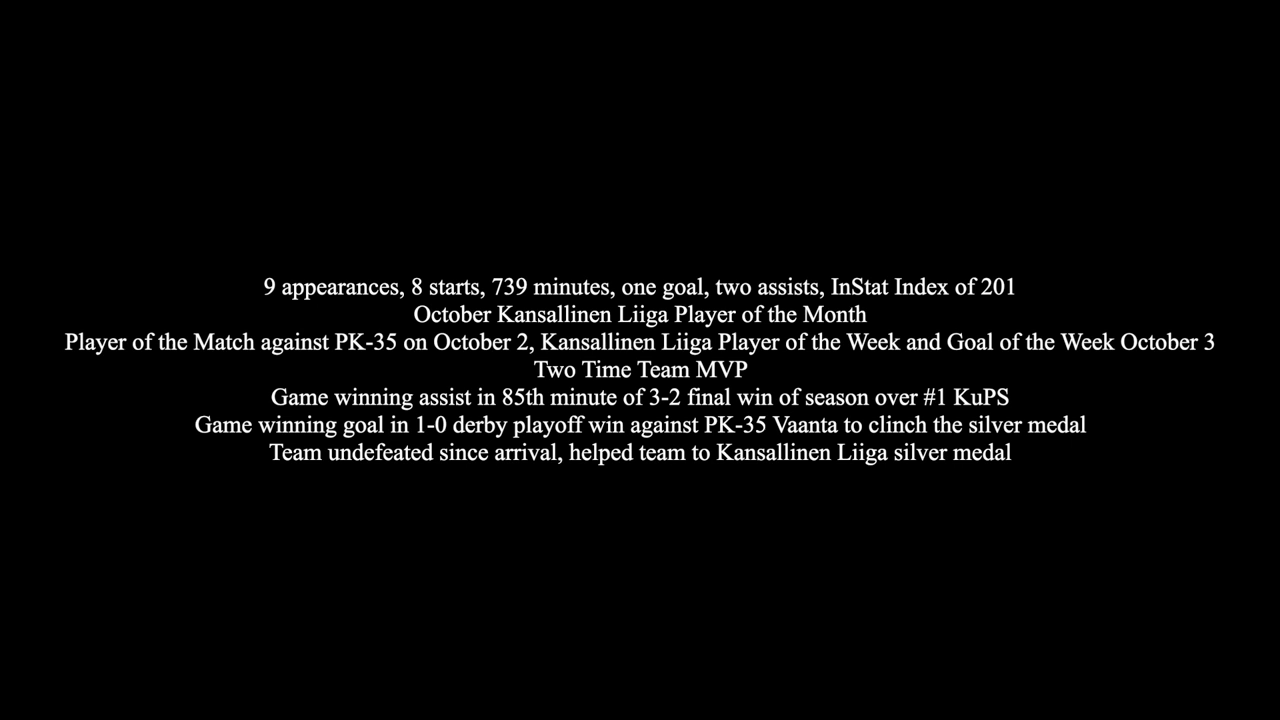 9 appearances, 8 starts, 739 minutes, one goal, two assists, InStat Index of 201
October Kansallinen Liiga Player of the Month
Player of the Match against PK-35 on October 2, Kansallinen Liiga Player of the Week and Goal of the Week October 3
Two Time Team MVP
Game winning assist in 85th minute of 3-2 final win of season over #1 KuPS
Game winning goal in 1-0 derby playoff win against PK-35 Vaanta to clinch the silver medal
Team undefeated since arrival, helped team to Kansallinen Liiga silver medal